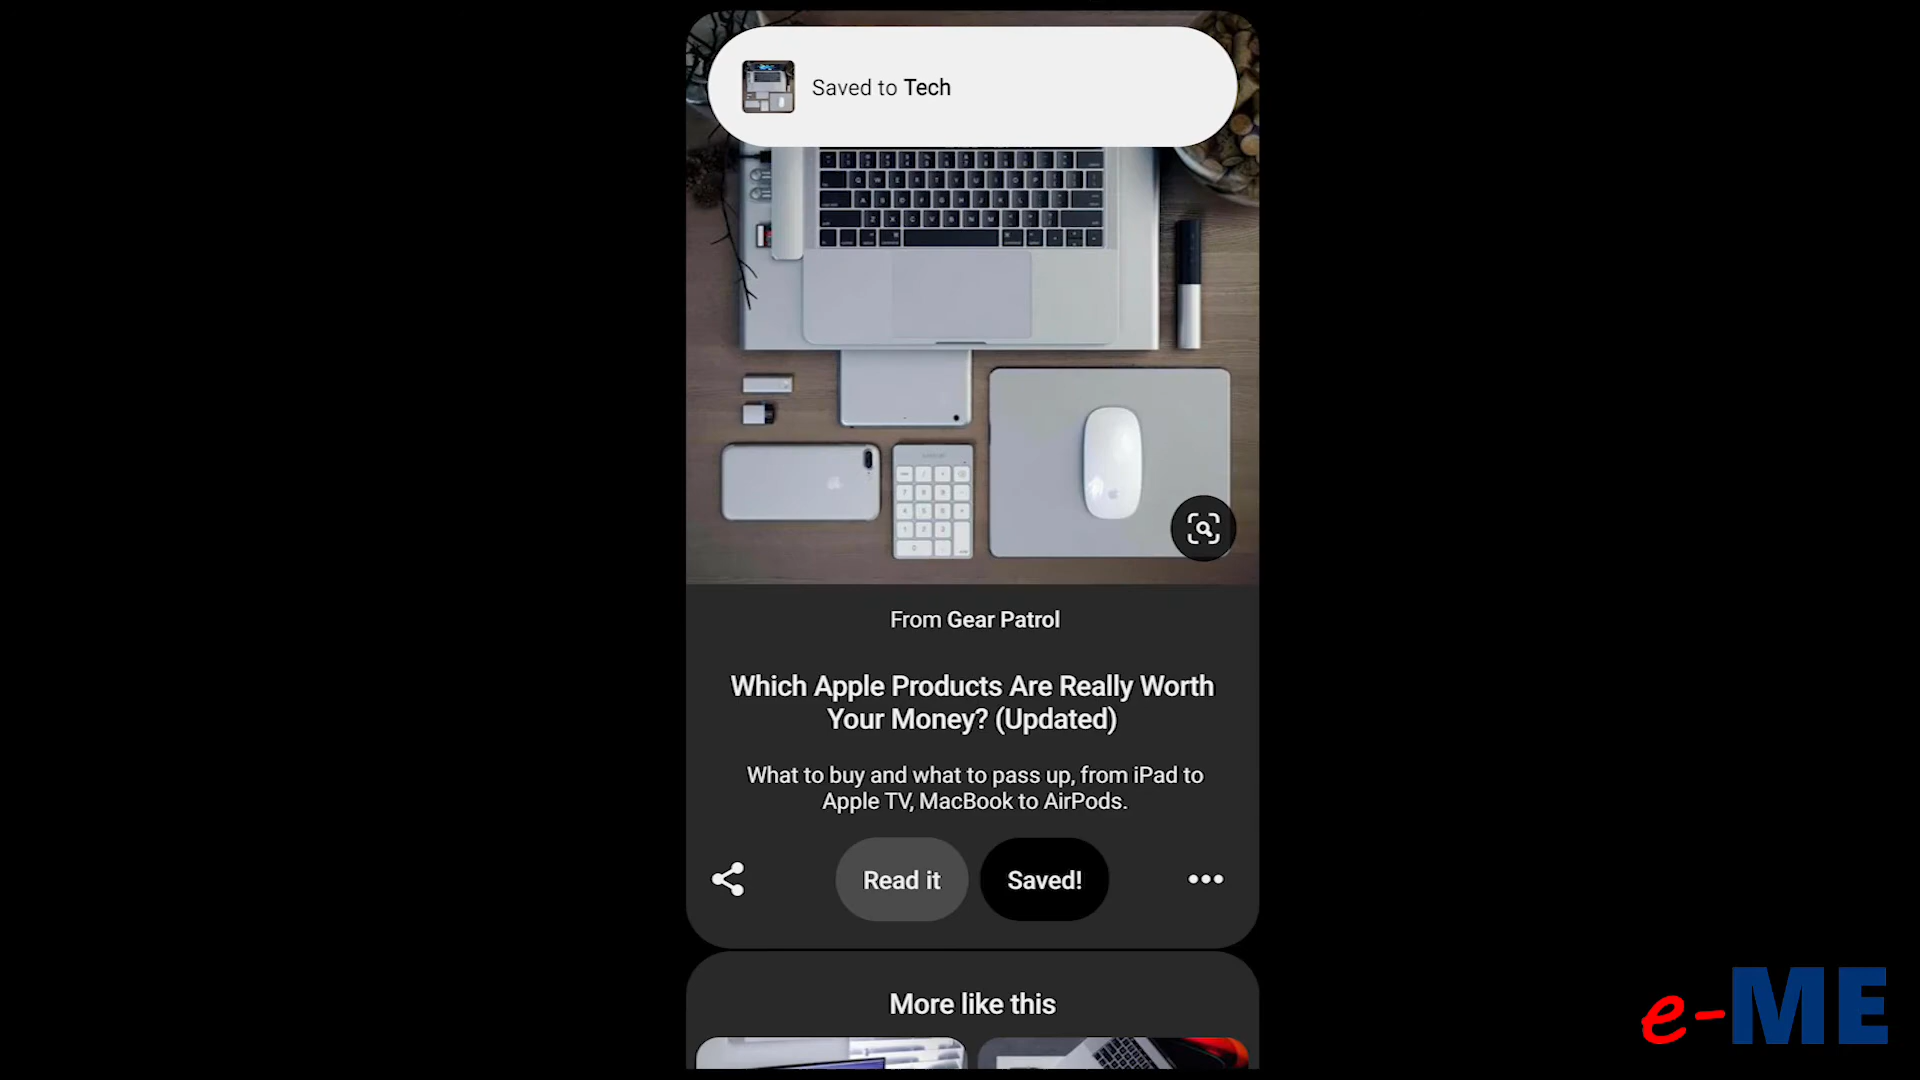 Saved to Tech
From Gear Patrol
Which Apple Products Are Really Worth
Your Money? (Updated)
What to buy and what to pass up, from iPad to
Apple TV, MacBook to AirPods.
Read it
Saved!
More like this
e-ME